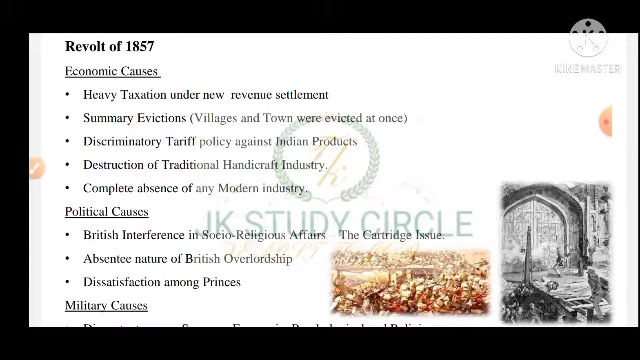 Revolt of 1857
Economic Causes
• Heavy Taxation under new revenue settlement
• Summary Evictions (Villages and Town were evicted at once)
• Discriminatory Tariff policy against Indian Products
• Destruction of Traditional Handicraft Industry.
• Complete absence of any Modern industry.
Political Causes
• British Interference in Socio-Religious Affairs The Cartridge Issue.
• Absentee nature of British Overlordship
• Dissatisfaction among Princes
Military Causes
JK STUDY CIRCLE
KINEMASTER